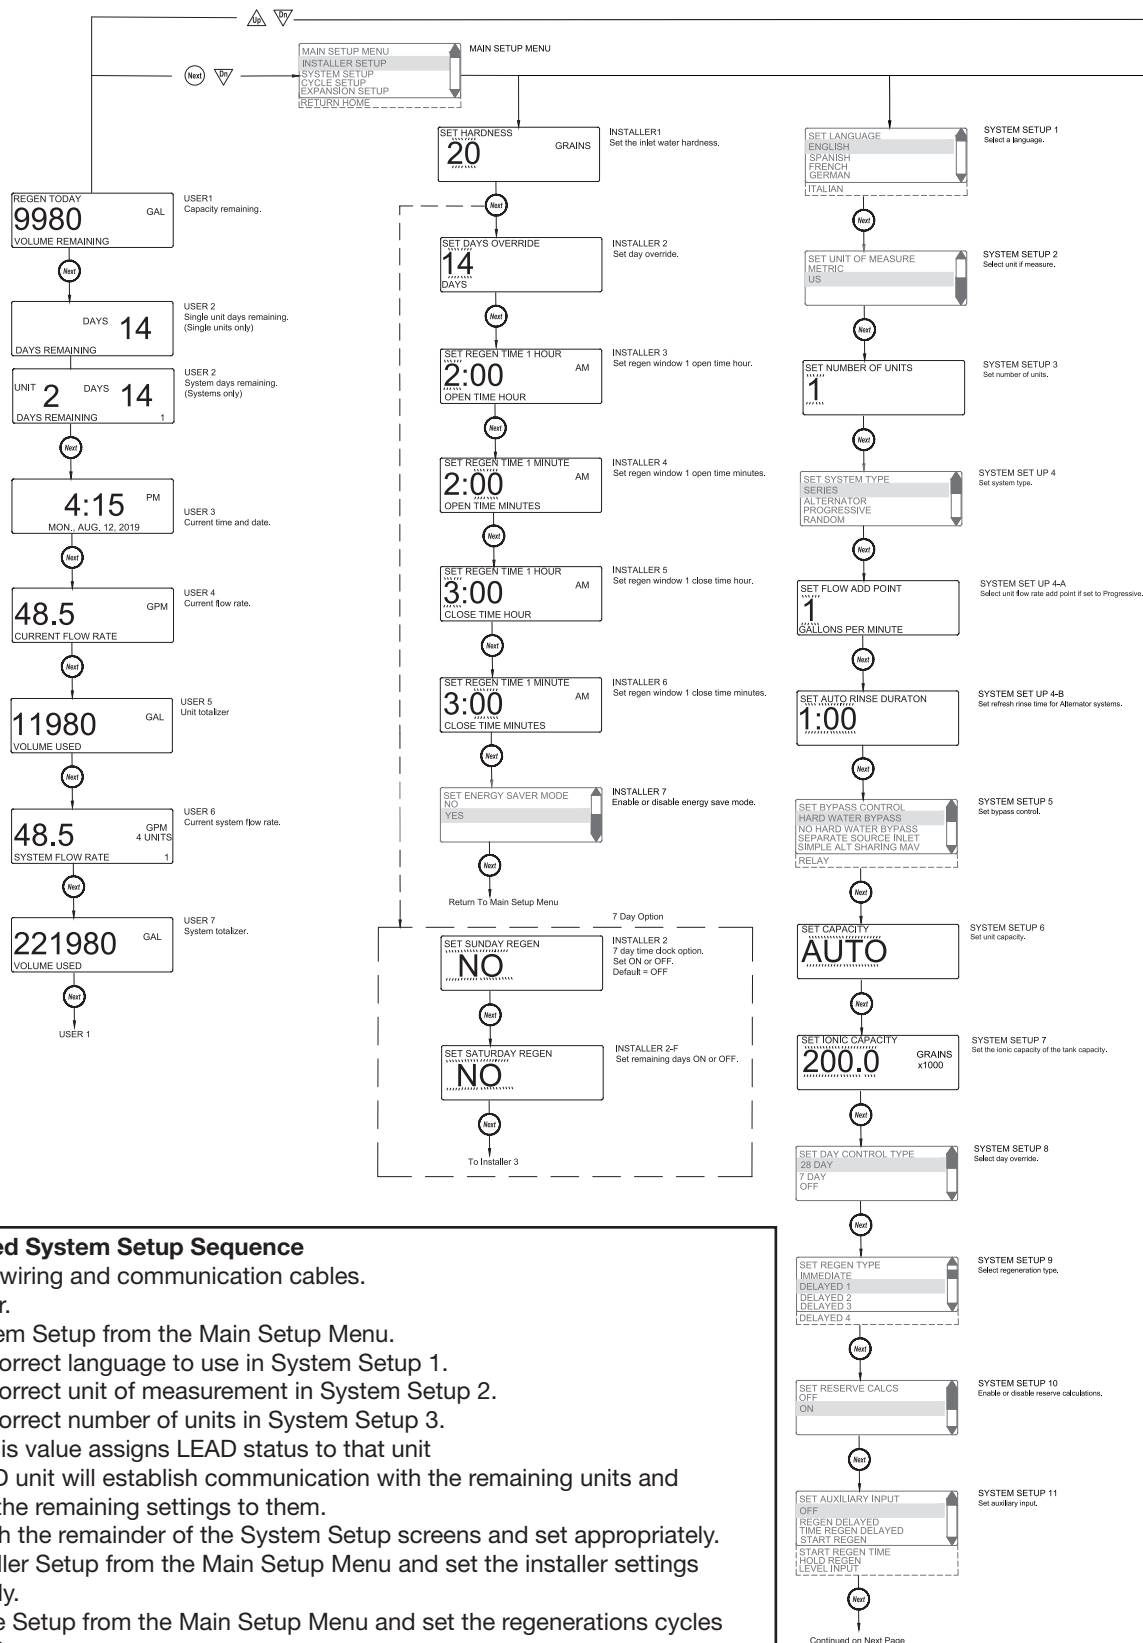 Up Dn
Next Dn
MAIN SETUP MENU
INSTALLER SETUP
SYSTEM SETUP
CYCLE SETUP
EXPANSION SETUP
RETURN HOME
MAIN SETUP MENU
REGEN TODAY
9980 GAL
VOLUME REMAINING
USER1
Capacity remaining.
Next
DAYS 14
DAYS REMAINING
USER 2
Single unit days remaining.
(Single units only)
UNIT 2 DAYS 14
DAYS REMAINING 1
USER 2
System days remaining.
(Systems only)
Next
4:15 PM
MON., AUG. 12, 2019
USER 3
Current time and date.
Next
48.5 GPM
CURRENT FLOW RATE
USER 4
Current flow rate.
Next
11980 GAL
VOLUME USED
USER 5
Unit totalizer
Next
48.5 GPM
4 UNITS
SYSTEM FLOW RATE 1
USER 6
Current system flow rate.
Next
221980 GAL
VOLUME USED
USER 7
System totalizer.
Next
USER 1
SET HARDNESS
20 GRAINS
INSTALLER1
Set the inlet water hardness.
Next
SET DAYS OVERRIDE
14
DAYS
INSTALLER 2
Set day override.
Next
SET REGEN TIME 1 HOUR
2:00 AM
OPEN TIME HOUR
INSTALLER 3
Set regen window 1 open time hour.
Next
SET REGEN TIME 1 MINUTE
2:00 AM
OPEN TIME MINUTES
INSTALLER 4
Set regen window 1 open time minutes.
Next
SET REGEN TIME 1 HOUR
3:00 AM
CLOSE TIME HOUR
INSTALLER 5
Set regen window 1 close time hour.
Next
SET REGEN TIME 1 MINUTE
3:00 AM
CLOSE TIME MINUTES
INSTALLER 6
Set regen window 1 close time minutes.
Next
SET ENERGY SAVER MODE
NO
YES
INSTALLER 7
Enable or disable energy save mode.
Next
Return To Main Setup Menu
7 Day Option
SET SUNDAY REGEN
NO
INSTALLER 2
7 day time clock option.
Set ON or OFF.
Default = OFF
Next
SET SATURDAY REGEN
NO
INSTALLER 2-F
Set remaining days ON or OFF.
Next
To Installer 3
SET LANGUAGE
ENGLISH
SPANISH
FRENCH
GERMAN
ITALIAN
SYSTEM SETUP 1
Select a language.
Next
SET UNIT OF MEASURE
METRIC
US
SYSTEM SETUP 2
Select unit if measure.
Next
SET NUMBER OF UNITS
1
SYSTEM SETUP 3
Set number of units.
Next
SET SYSTEM TYPE
SERIES
ALTERNATOR
PROGRESSIVE
RANDOM
SYSTEM SET UP 4
Set system type.
Next
SET FLOW ADD POINT
1
GALLONS PER MINUTE
SYSTEM SET UP 4-A
Select unit flow rate add point if set to Progressive.
Next
SET AUTO RINSE DURATON
1:00
SYSTEM SET UP 4-B
Set refresh rinse time for Alternator systems.
Next
SET BYPASS CONTROL
HARD WATER BYPASS
NO HARD WATER BYPASS
SEPARATE SOURCE INLET
SIMPLE ALT SHARING MAV
RELAY
SYSTEM SETUP 5
Set bypass control.
Next
SET CAPACITY
AUTO
SYSTEM SETUP 6
Set unit capacity.
Next
SET IONIC CAPACITY
200.0 GRAINS
x1000
SYSTEM SETUP 7
Set the ionic capacity of the tank capacity.
Next
SET DAY CONTROL TYPE
28 DAY
7 DAY
OFF
SYSTEM SETUP 8
Select day override.
Next
SET REGEN TYPE
IMMEDIATE
DELAYED 1
DELAYED 2
DELAYED 3
DELAYED 4
SYSTEM SETUP 9
Select regeneration type.
Next
SET RESERVE CALCS
OFF
ON
SYSTEM SETUP 10
Enable or disable reserve calculations.
Next
SET AUXILIARY INPUT
OFF
REGEN DELAYED
TIME REGEN DELAYED
START REGEN
START REGEN TIME
HOLD REGEN
LEVEL INPUT
SYSTEM SETUP 11
Set auxiliary input.
Next
Continued on Next Page
ed System Setup Sequence
wiring and communication cables.
r.
em Setup from the Main Setup Menu.
orrect language to use in System Setup 1.
orrect unit of measurement in System Setup 2.
orrect number of units in System Setup 3.
is value assigns LEAD status to that unit
D unit will establish communication with the remaining units and
the remaining settings to them.
h the remainder of the System Setup screens and set appropriately.
ller Setup from the Main Setup Menu and set the installer settings
ly.
e Setup from the Main Setup Menu and set the regenerations cycles